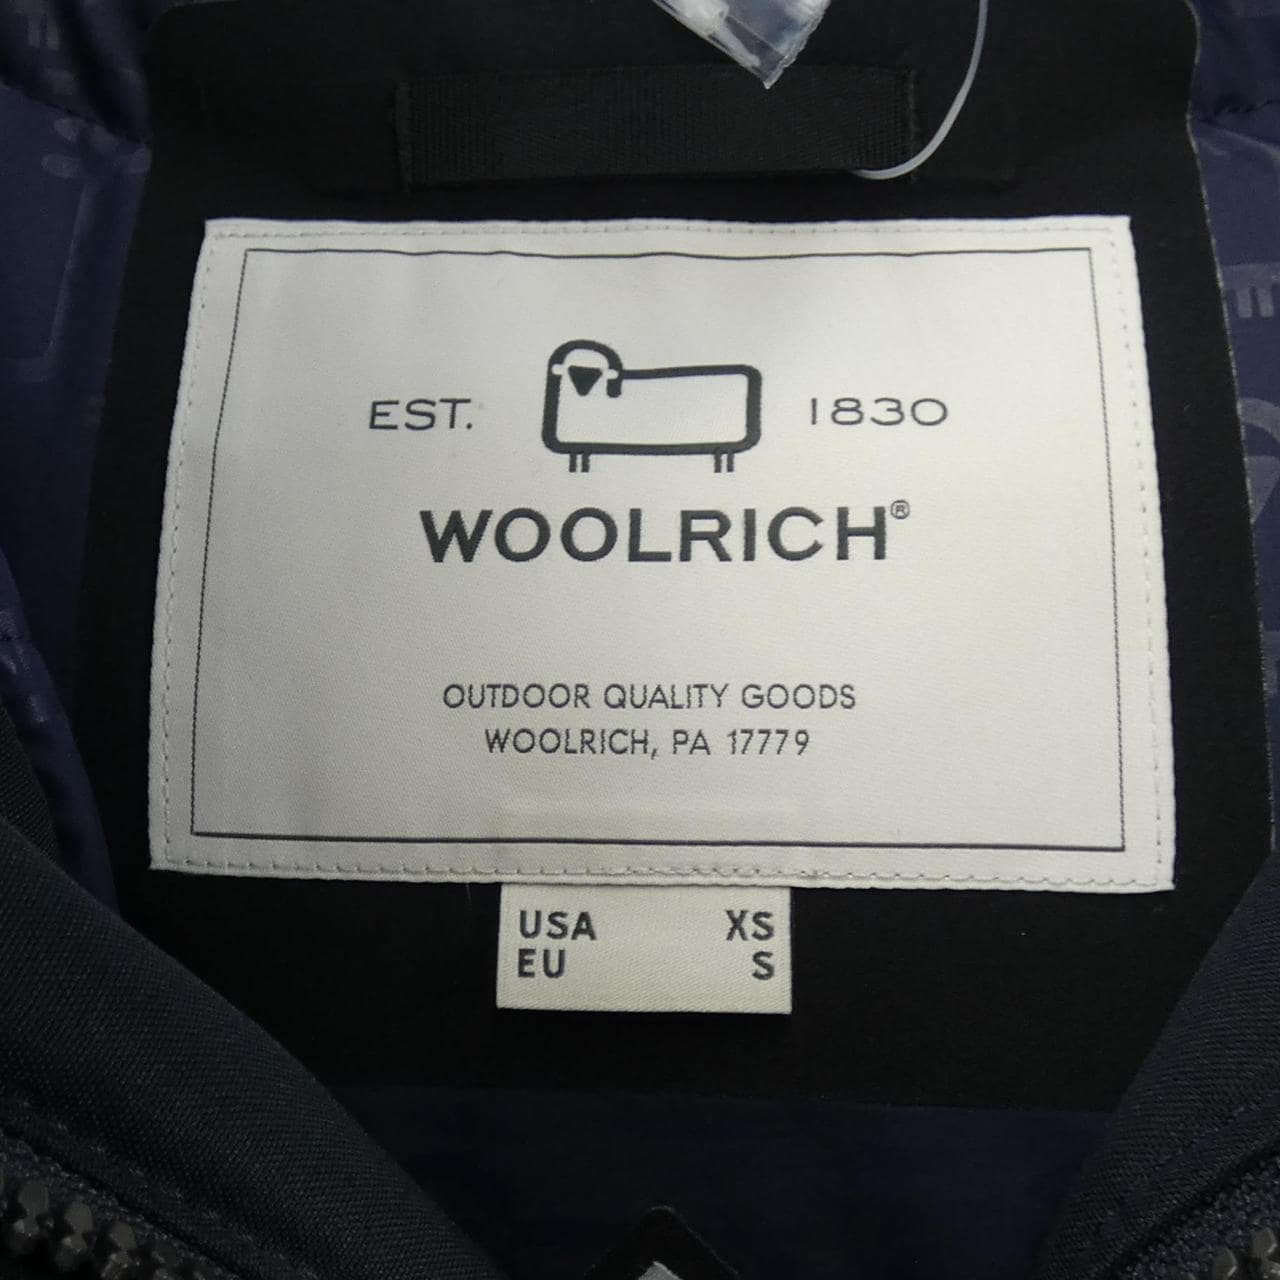 EST. 1830
WOOLRICH®
OUTDOOR QUALITY GOODS
WOOLRICH, PA 17779
USA XS
EU S